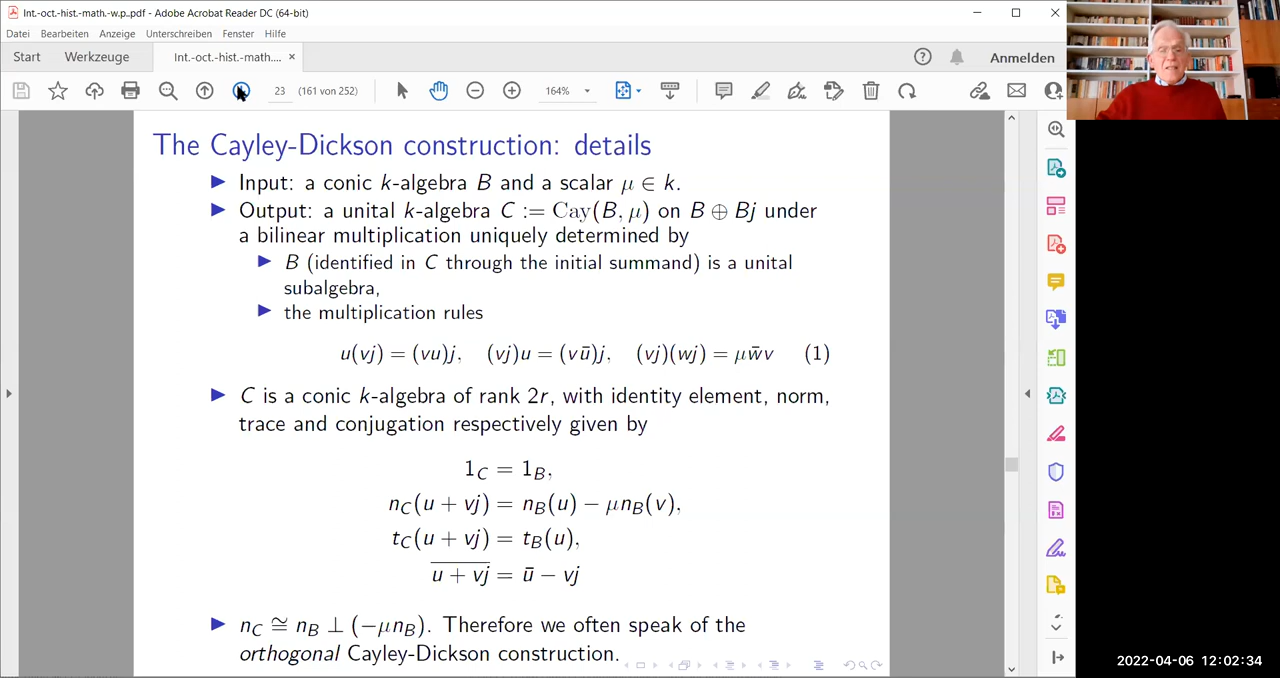 Int.-oct.-hist.-math.-w.p..pdf - Adobe Acrobat Reader DC (64-bit)
Datei Bearbeiten Anzeige Unterschreiben Fenster Hilfe
Start Werkzeuge Int.-oct.-hist.-math.... × Anmelden
23 (161 von 252) 164%
The Cayley-Dickson construction: details
▶ Input: a conic k-algebra B and a scalar μ ∈ k.
▶ Output: a unital k-algebra C := Cay(B, μ) on B ⊕ Bj under
a bilinear multiplication uniquely determined by
▶ B (identified in C through the initial summand) is a unital
subalgebra,
▶ the multiplication rules
u(vj) = (vu)j, (vj)u = (vū)j, (vj)(wj) = μw̄v (1)
▶ C is a conic k-algebra of rank 2r, with identity element, norm,
trace and conjugation respectively given by
1_C = 1_B,
n_C(u + vj) = n_B(u) − μn_B(v),
t_C(u + vj) = t_B(u),
\overline{u + vj} = ū − vj
▶ n_C ≅ n_B ⊥ (−μn_B). Therefore we often speak of the
orthogonal Cayley-Dickson construction.
2022-04-06 12:02:34